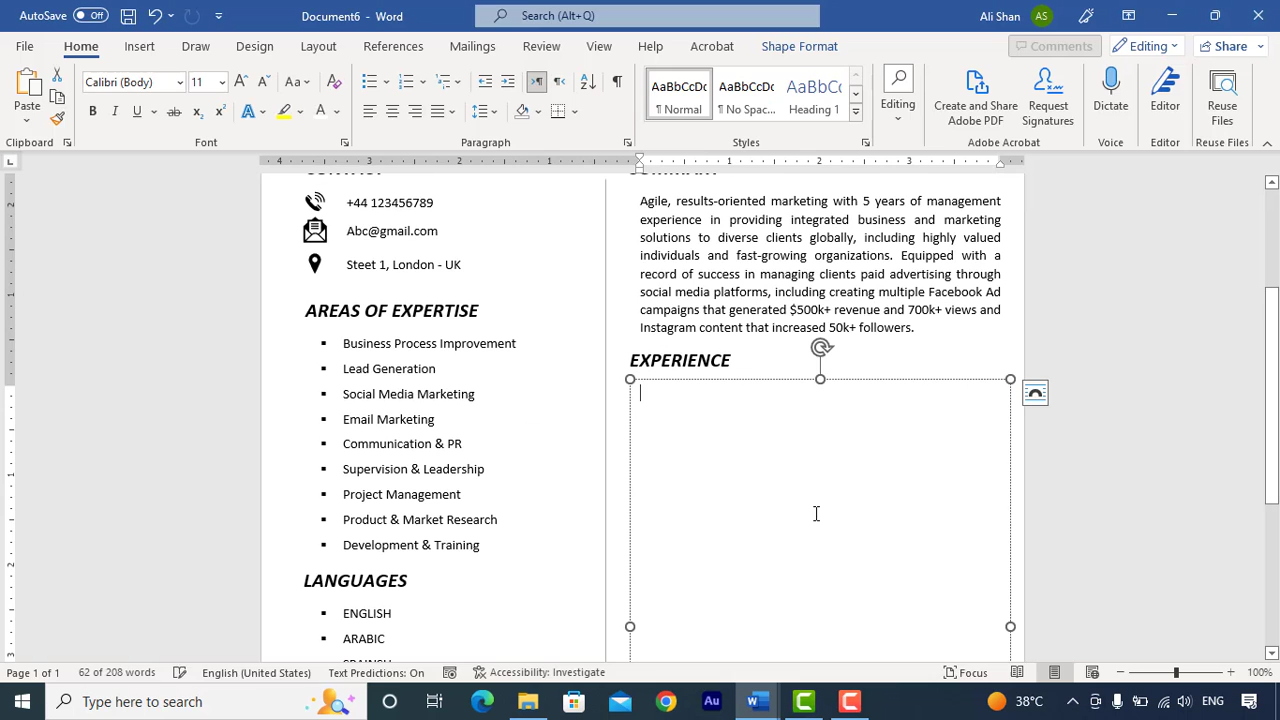 AutoSave Off Document6 - Word Search (Alt+Q) Ali Shan AS
File Home Insert Draw Design Layout References Mailings Review View Help Acrobat Shape Format Comments Editing Share
Paste Calibri (Body) 11 Aa AaBbCcDc AaBbCcDc AaBbC( Editing Create and Share Request Dictate Editor Reuse
¶ Normal ¶ No Spac... Heading 1 Adobe PDF Signatures Files
Clipboard Font Paragraph Styles Adobe Acrobat Voice Editor Reuse Files
+44 123456789
Abc@gmail.com
Steet 1, London - UK
AREAS OF EXPERTISE
Business Process Improvement
Lead Generation
Social Media Marketing
Email Marketing
Communication & PR
Supervision & Leadership
Project Management
Product & Market Research
Development & Training
LANGUAGES
ENGLISH
ARABIC
Agile, results-oriented marketing with 5 years of management
experience in providing integrated business and marketing
solutions to diverse clients globally, including highly valued
individuals and fast-growing organizations. Equipped with a
record of success in managing clients paid advertising through
social media platforms, including creating multiple Facebook Ad
campaigns that generated $500k+ revenue and 700k+ views and
Instagram content that increased 50k+ followers.
EXPERIENCE
Page 1 of 1 62 of 208 words English (United States) Text Predictions: On Accessibility: Investigate Focus 100%
Type here to search 38°C ENG